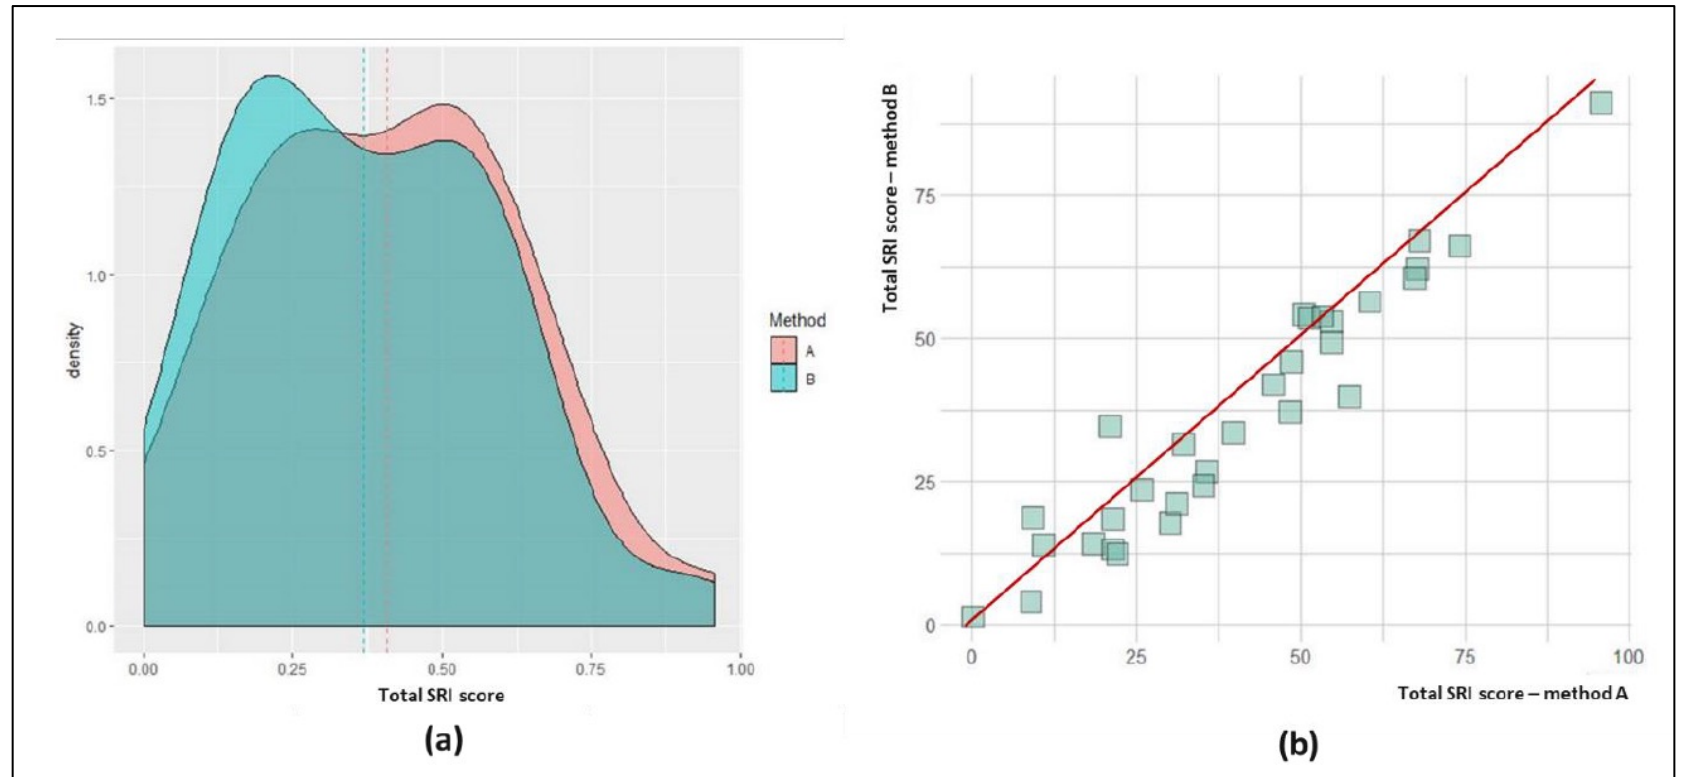 1.5
1.0
0.5
0.0
density
0.00 0.25 0.50 0.75 1.00
Total SRI score
Method
A
B
(a)
Total SRI score – method B
75
50
25
0
0 25 50 75 100
Total SRI score – method A
(b)